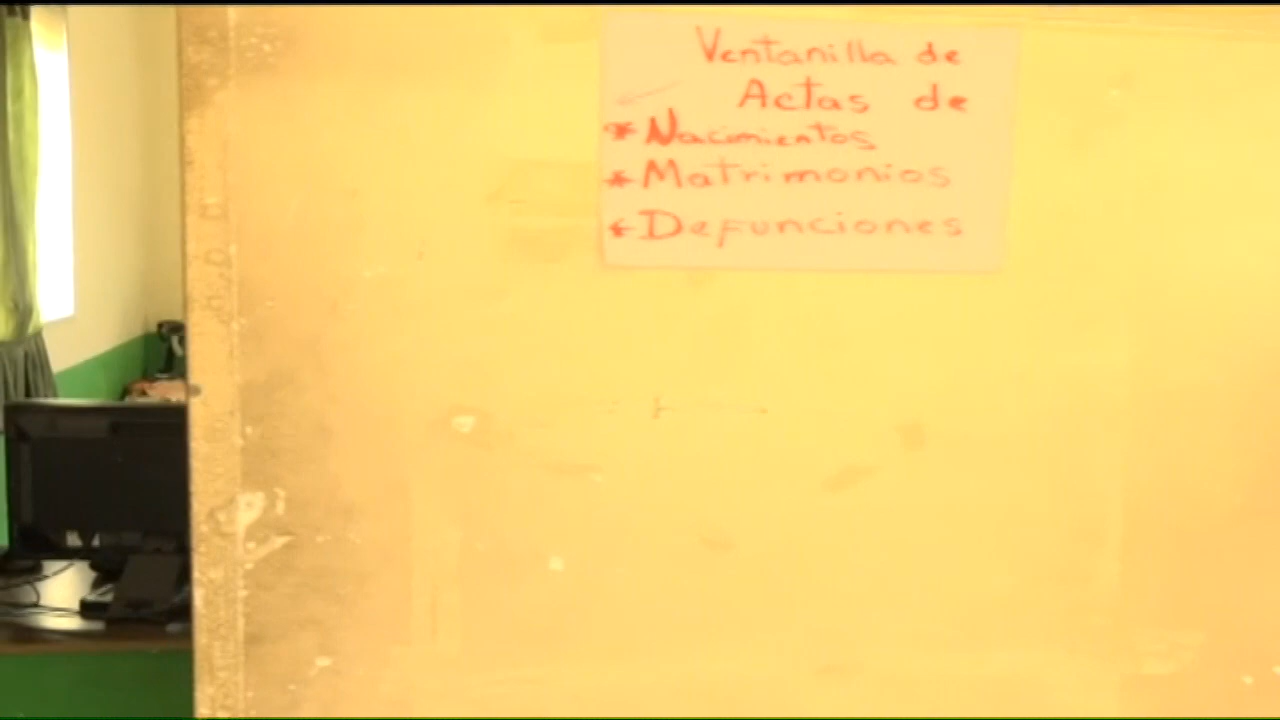 Ventanilla de
Actas de
* Nacimientos
* Matrimonios
* Defunciones